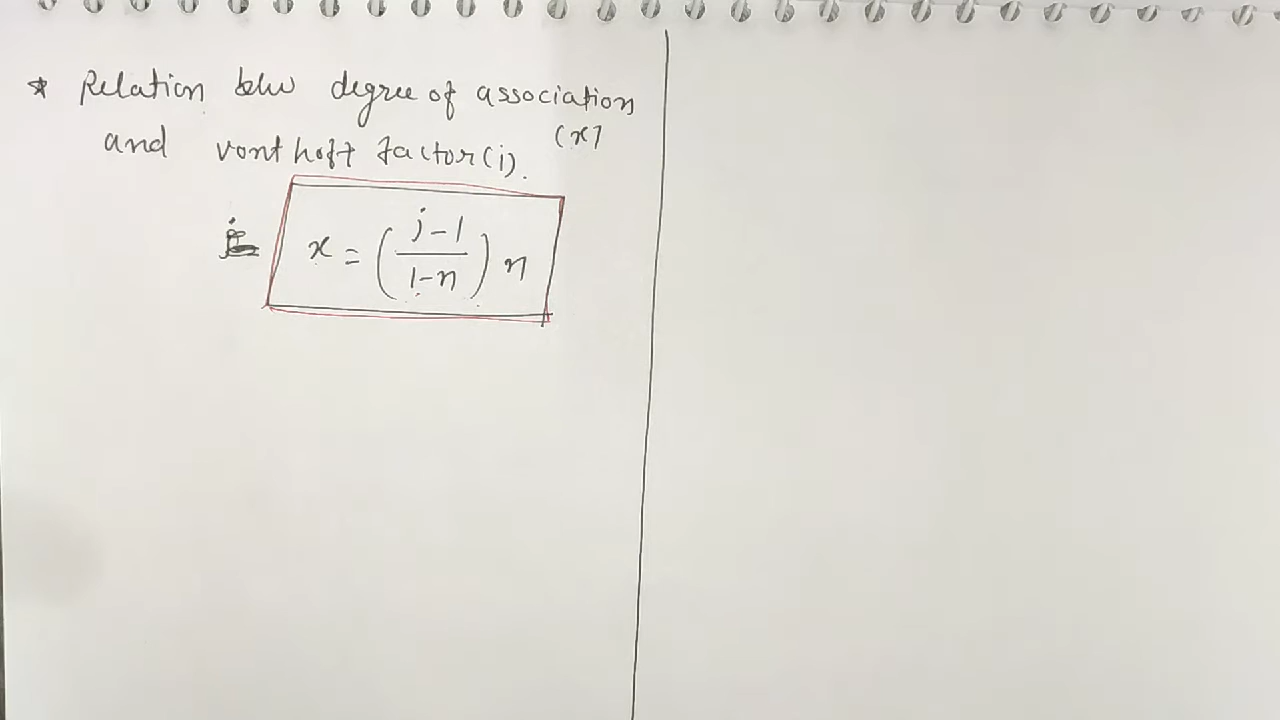 * Relation b/w degree of association
(x)
and vont hoff factor (i).
x = ( i - 1 / 1 - n ) n